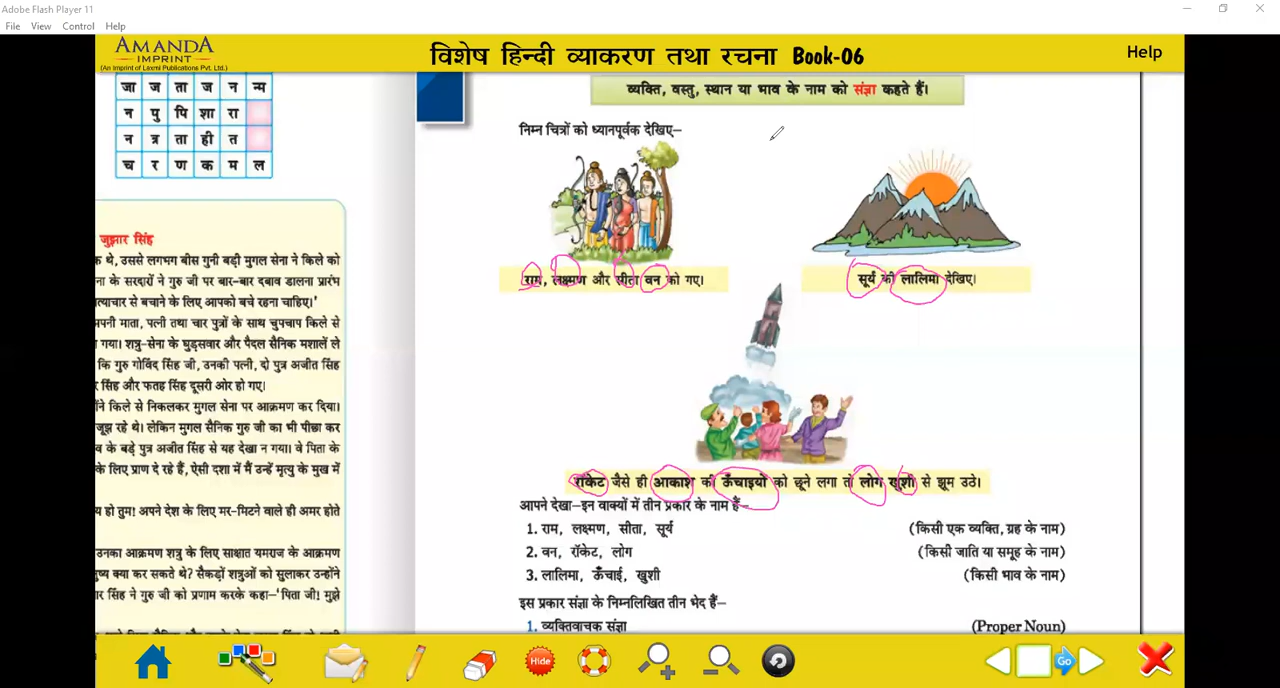 Adobe Flash Player 11
File View Control Help
AMANDA
IMPRINT
(An Imprint of Laxmi Publications Pvt. Ltd.)
विशेष हिन्दी व्याकरण तथा रचना Book-06
Help
जा ज ता ज न न्म
न पु पि शा रा
न त्र ता ही त
च र ण क म ल
जुझार सिंह
क थे, उससे लगभग बीस गुनी बड़ी मुगल सेना ने किले को
ना के सरदारों ने गुरु जी पर बार-बार दबाव डालना प्रारंभ
त्याचार से बचाने के लिए आपको बचे रहना चाहिए।'
मपनी माता, पत्नी तथा चार पुत्रों के साथ चुपचाप किले से
गया। शत्रु-सेना के घुड़सवार और पैदल सैनिक मशालें ले
कि गुरु गोविंद सिंह जी, उनकी पत्नी, दो पुत्र अजीत सिंह
र सिंह और फतह सिंह दूसरी ओर हो गए।
होंने किले से निकलकर मुगल सेना पर आक्रमण कर दिया।
जूझ रहे थे। लेकिन मुगल सैनिक गुरु जी का भी पीछा कर
व के बड़े पुत्र अजीत सिंह से यह देखा न गया। वे पिता के
के लिए प्राण दे रहे हैं, ऐसी दशा में मैं उन्हें मृत्यु के मुख में
य हो तुम! अपने देश के लिए मर-मिटने वाले ही अमर होते
उनका आक्रमण शत्रु के लिए साक्षात यमराज के आक्रमण
नुष्य क्या कर सकते थे? सैकड़ों शत्रुओं को सुलाकर उन्होंने
ार सिंह ने गुरु जी को प्रणाम करके कहा-'पिता जी! मुझे
व्यक्ति, वस्तु, स्थान या भाव के नाम को संज्ञा कहते हैं।
निम्न चित्रों को ध्यानपूर्वक देखिए–
राम, लक्ष्मण और सीता वन को गए।
सूर्य की लालिमा देखिए।
रॉकेट जैसे ही आकाश की ऊँचाइयों को छूने लगा तो लोग खुशी से झूम उठे।
आपने देखा–इन वाक्यों में तीन प्रकार के नाम हैं–
1. राम, लक्ष्मण, सीता, सूर्य (किसी एक व्यक्ति, ग्रह के नाम)
2. वन, रॉकेट, लोग (किसी जाति या समूह के नाम)
3. लालिमा, ऊँचाई, खुशी (किसी भाव के नाम)
इस प्रकार संज्ञा के निम्नलिखित तीन भेद हैं–
1. व्यक्तिवाचक संज्ञा (Proper Noun)
Hide
Go